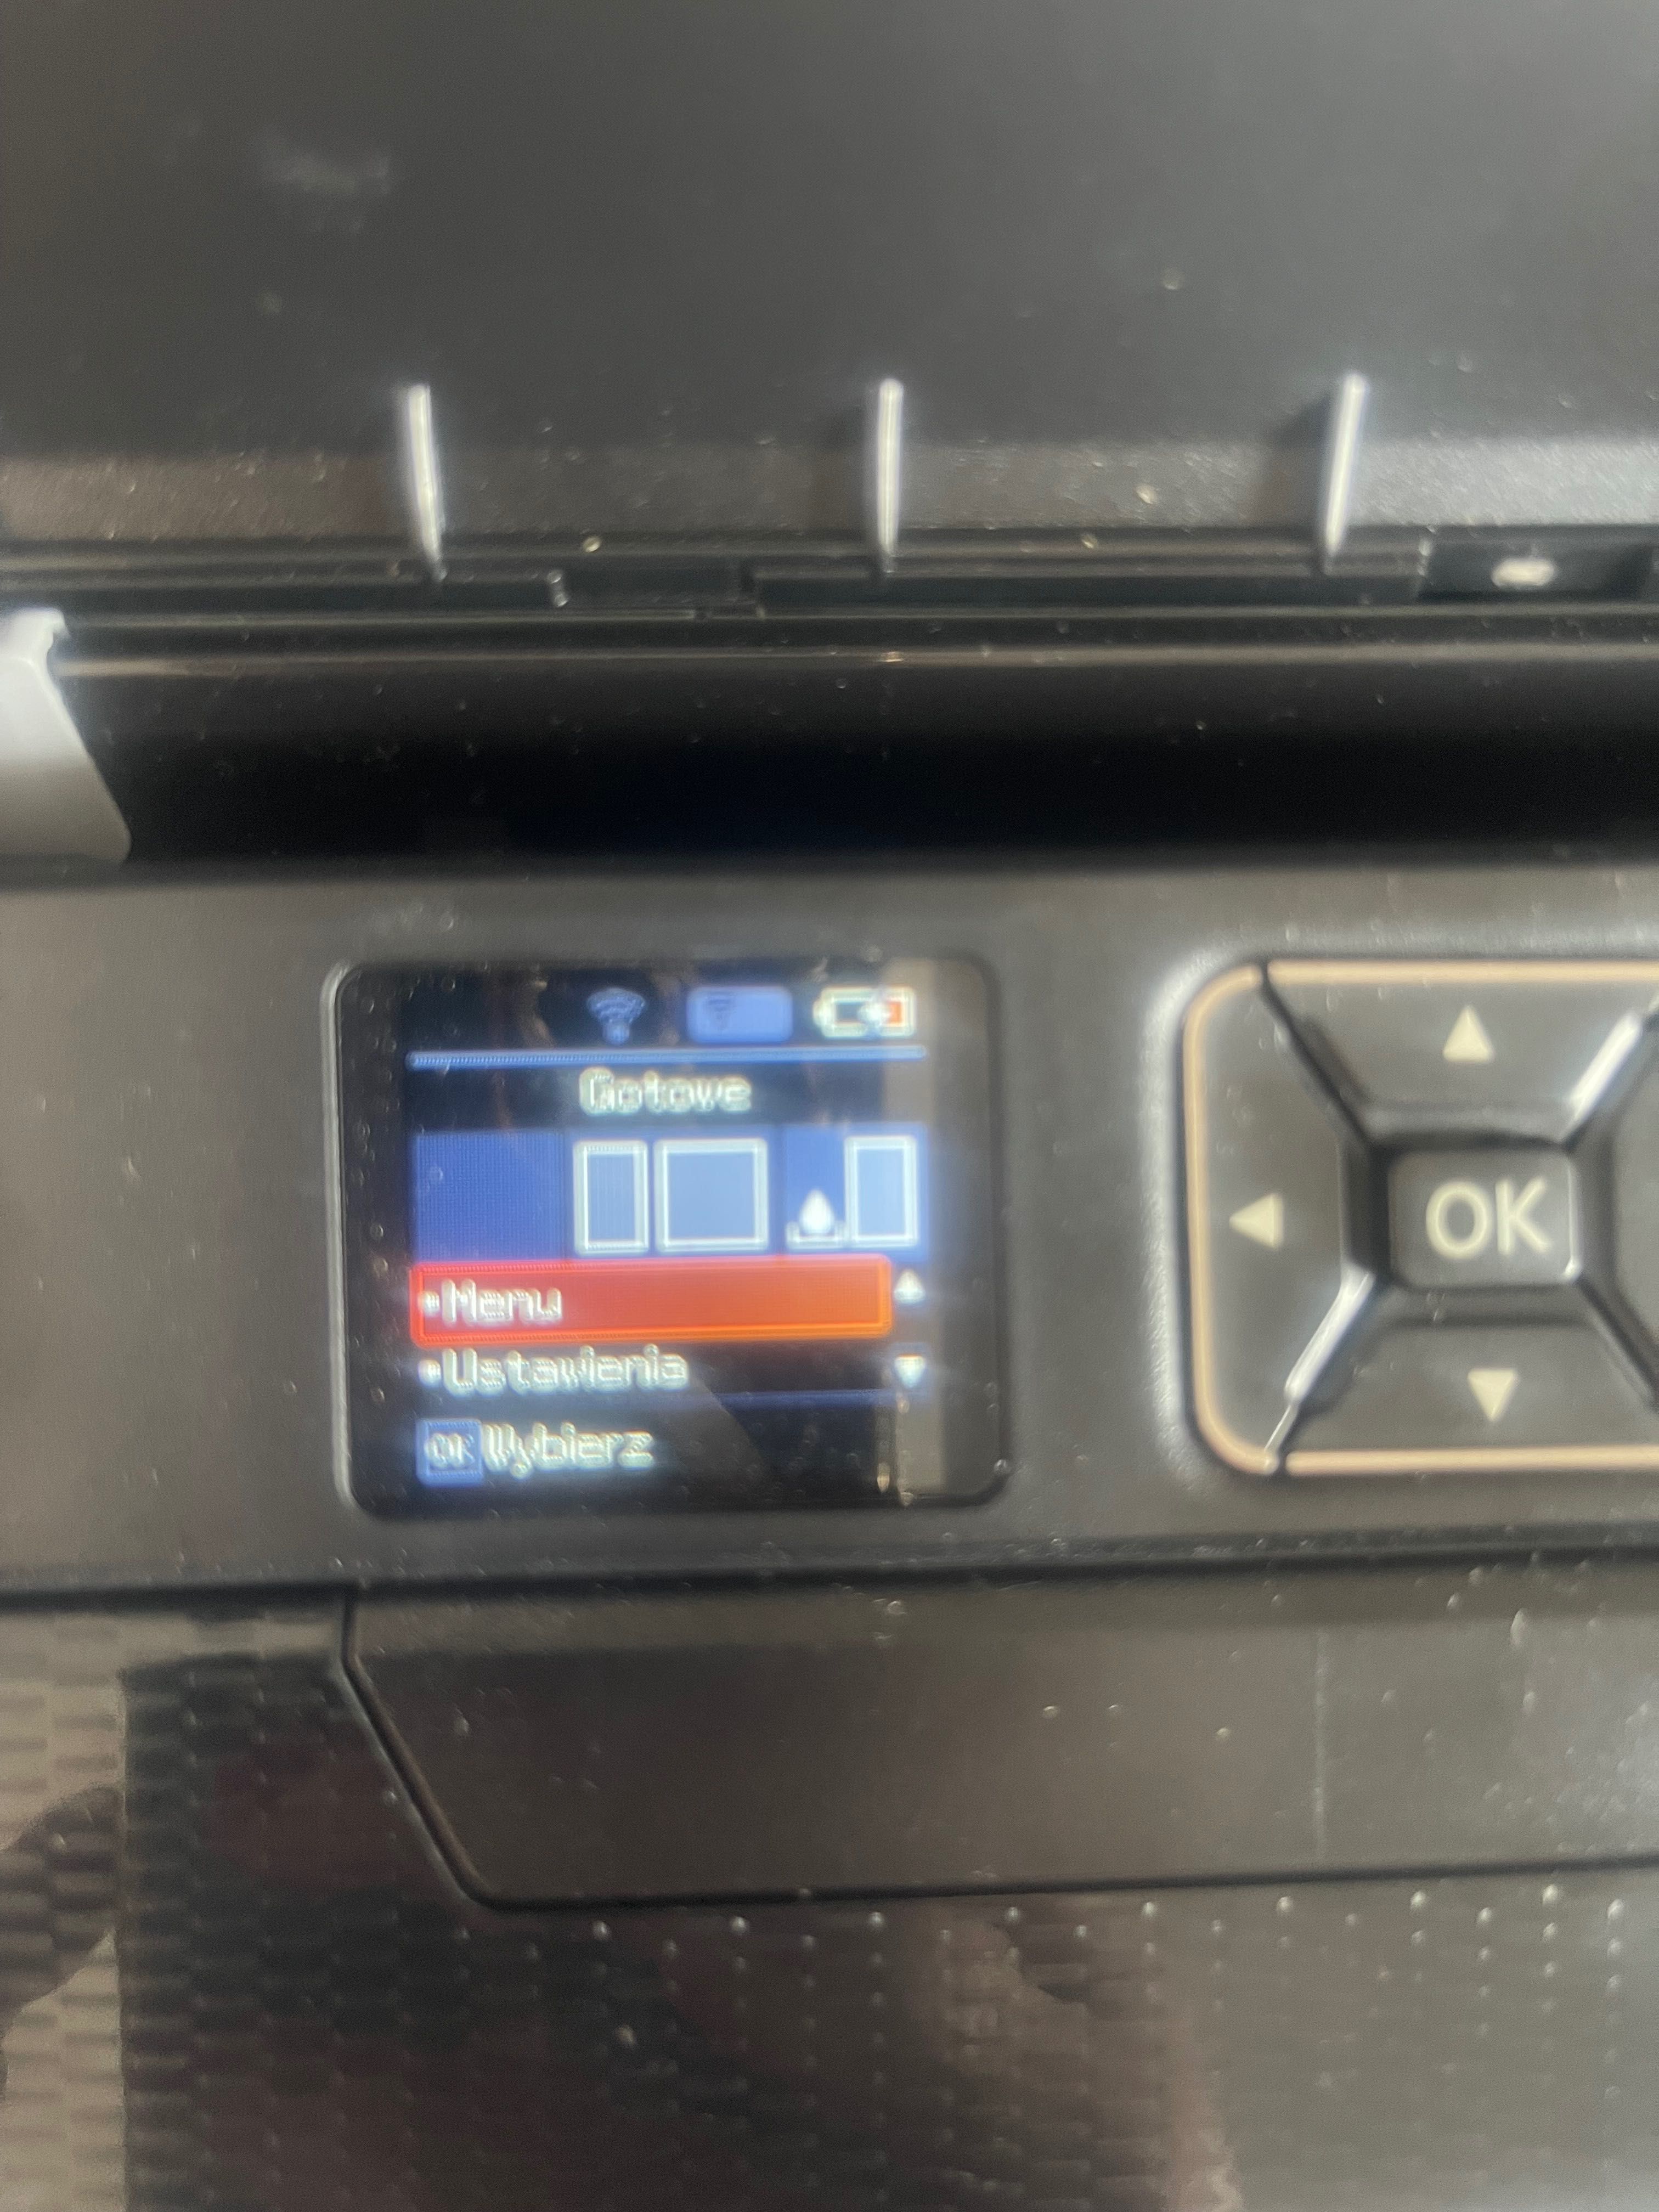 Gotowe
OK
•Menu
•Ustawienia
OK Wybierz